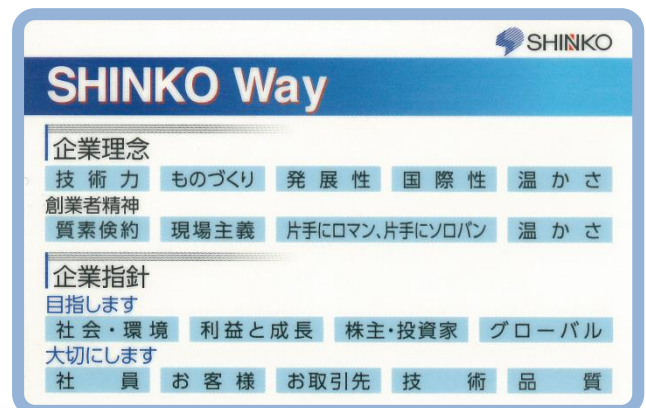 SHINKO
SHINKO Way
企業理念
技術力 ものづくり 発展性 国際性 温かさ
創業者精神
質素倹約 現場主義 片手にロマン、片手にソロバン 温かさ
企業指針
目指します
社会・環境 利益と成長 株主・投資家 グローバル
大切にします
社員 お客様 お取引先 技術 品質